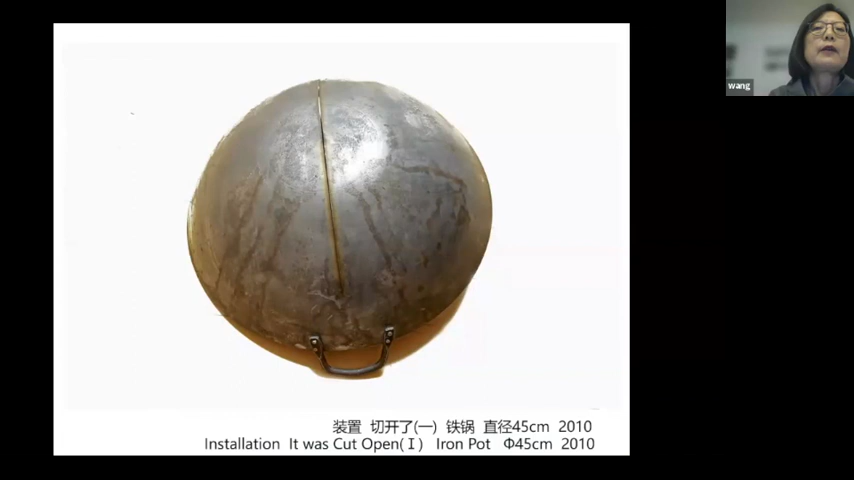 wang
装置 切开了(一) 铁锅 直径45cm 2010
Installation It was Cut Open(Ⅰ) Iron Pot Φ45cm 2010